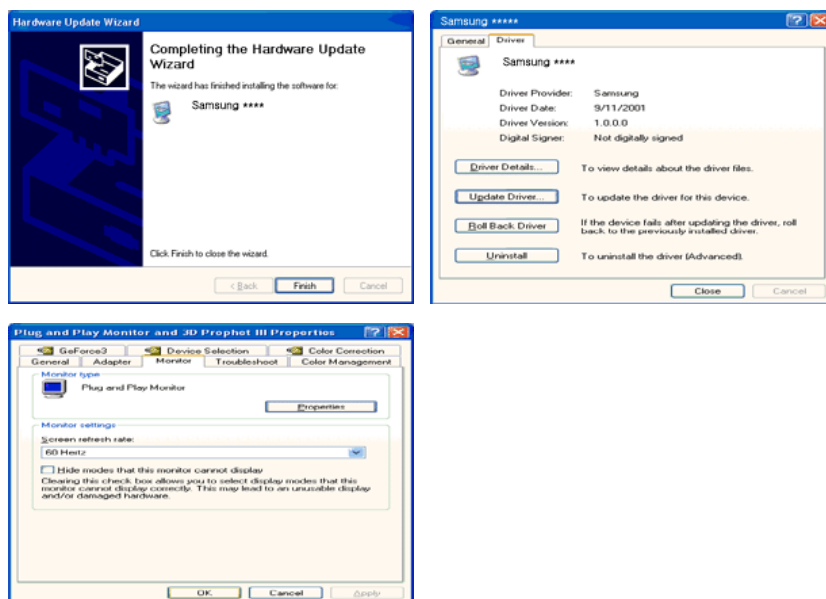 Hardware Update Wizard
Completing the Hardware Update
Wizard
The wizard has finished installing the software for:
Samsung ****
Click Finish to close the wizard.
< Back Finish Cancel
Samsung *****
General Driver
Samsung ****
Driver Provider: Samsung
Driver Date: 9/11/2001
Driver Version: 1.0.0.0
Digital Signer: Not digitally signed
Driver Details... To view details about the driver files.
Update Driver... To update the driver for this device.
Roll Back Driver If the device fails after updating the driver, roll
back to the previously installed driver.
Uninstall To uninstall the driver (Advanced).
Close Cancel
Plug and Play Monitor and 3D Prophet III Properties
GeForce3 Device Selection Color Correction
General Adapter Monitor Troubleshoot Color Management
Monitor type
Plug and Play Monitor
Properties
Monitor settings
Screen refresh rate:
60 Hertz
Hide modes that this monitor cannot display
Clearing this check box allows you to select display modes that this
monitor cannot display correctly. This may lead to an unusable display
and/or damaged hardware.
OK Cancel Apply